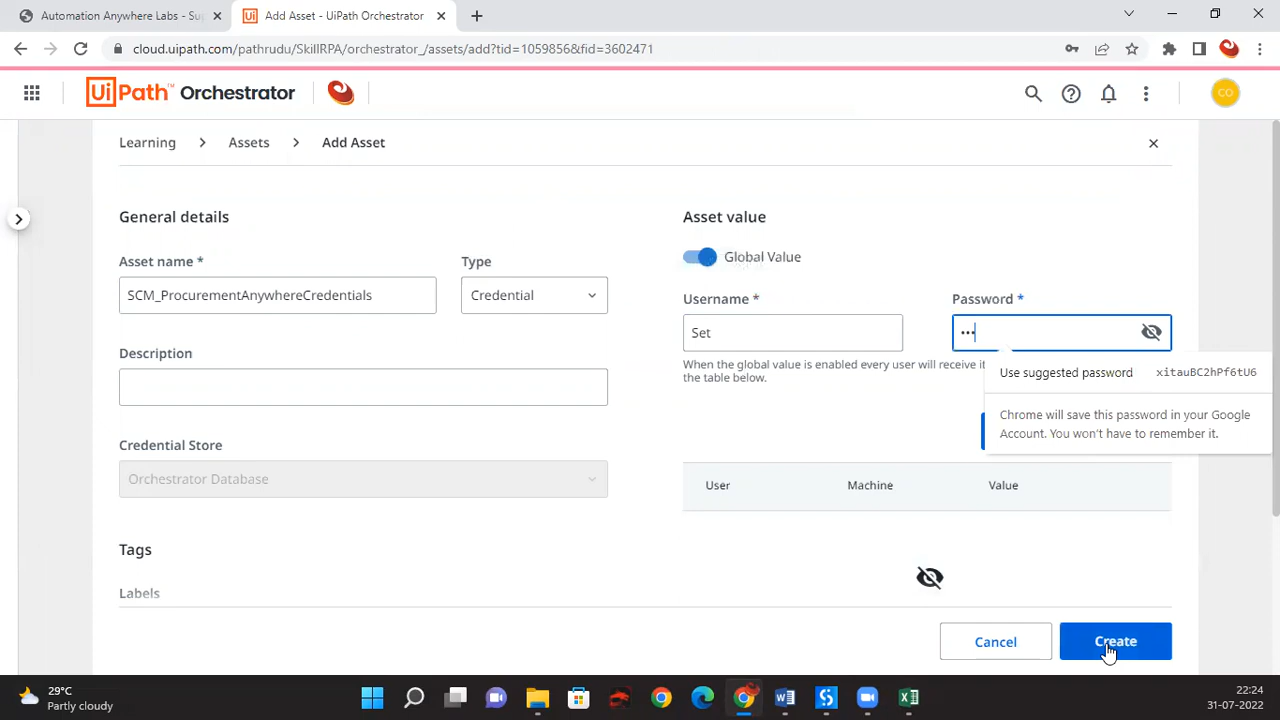 Automation Anywhere Labs - Su
Add Asset - UiPath Orchestrator
cloud.uipath.com/pathrudu/SkillRPA/orchestrator_/assets/add?tid=1059856&fid=3602471
UiPath™ Orchestrator
CO
Learning > Assets > Add Asset
General details
Asset value
Global Value
Asset name *
Type
SCM_ProcurementAnywhereCredentials
Credential
Username *
Password *
Set
•••
When the global value is enabled every user will receive i
the table below.
Use suggested password xitauBC2hPf6tU6
Chrome will save this password in your Google
Account. You won't have to remember it.
Description
Credential Store
Orchestrator Database
User
Machine
Value
Tags
Labels
Cancel
Create
29°C
Partly cloudy
22:24
31-07-2022